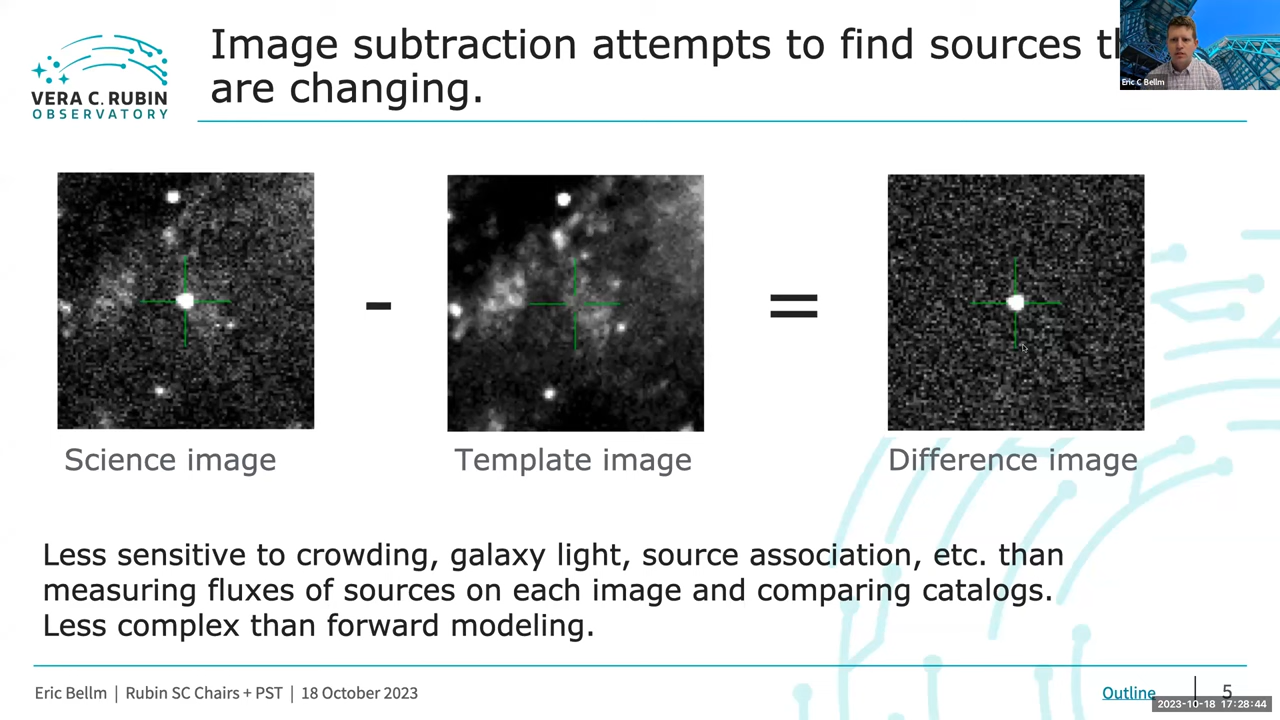 Image subtraction attempts to find sources
are changing.
VERA C. RUBIN
OBSERVATORY
Eric C Bellm
-
=
Science image
Template image
Difference image
Less sensitive to crowding, galaxy light, source association, etc. than
measuring fluxes of sources on each image and comparing catalogs.
Less complex than forward modeling.
Eric Bellm | Rubin SC Chairs + PST | 18 October 2023
Outline | 5
2023-10-18 17:28:44